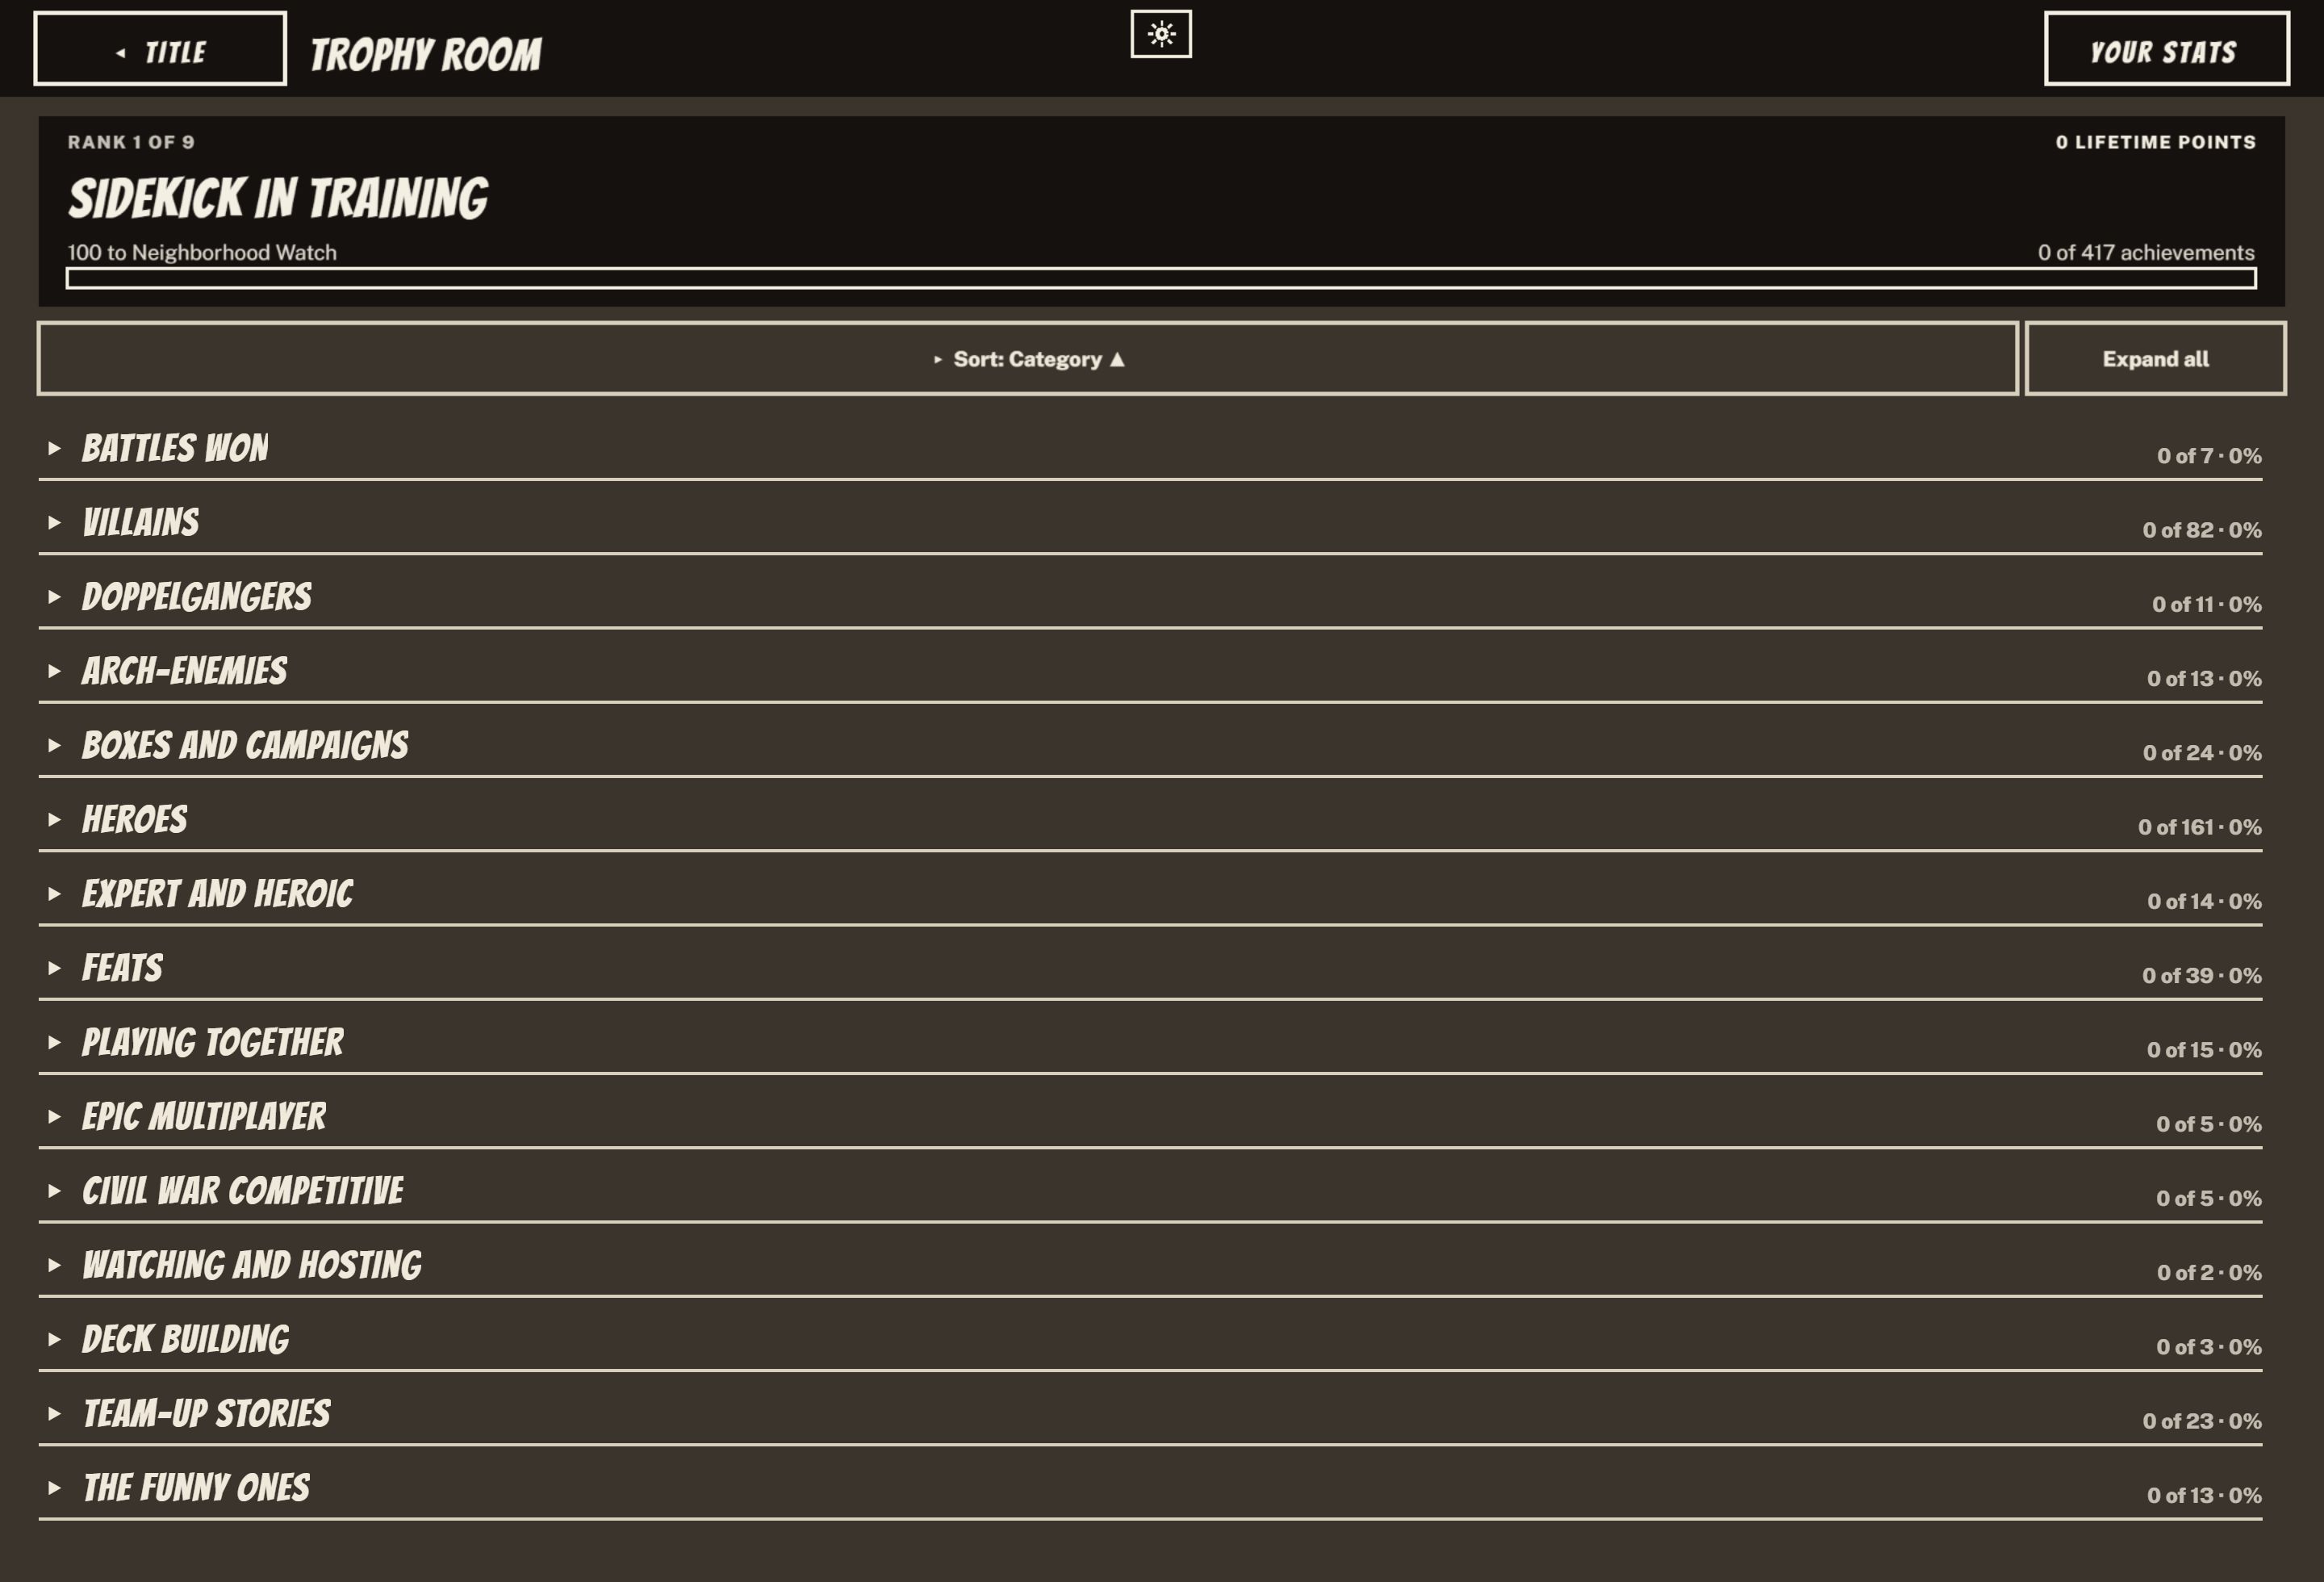 ◂ TITLE
TROPHY ROOM
YOUR STATS
RANK 1 OF 9
0 LIFETIME POINTS
SIDEKICK IN TRAINING
100 to Neighborhood Watch
0 of 417 achievements
▸ Sort: Category ▲
Expand all
▸ BATTLES WON
0 of 7 · 0%
▸ VILLAINS
0 of 82 · 0%
▸ DOPPELGANGERS
0 of 11 · 0%
▸ ARCH-ENEMIES
0 of 13 · 0%
▸ BOXES AND CAMPAIGNS
0 of 24 · 0%
▸ HEROES
0 of 161 · 0%
▸ EXPERT AND HEROIC
0 of 14 · 0%
▸ FEATS
0 of 39 · 0%
▸ PLAYING TOGETHER
0 of 15 · 0%
▸ EPIC MULTIPLAYER
0 of 5 · 0%
▸ CIVIL WAR COMPETITIVE
0 of 5 · 0%
▸ WATCHING AND HOSTING
0 of 2 · 0%
▸ DECK BUILDING
0 of 3 · 0%
▸ TEAM-UP STORIES
0 of 23 · 0%
▸ THE FUNNY ONES
0 of 13 · 0%